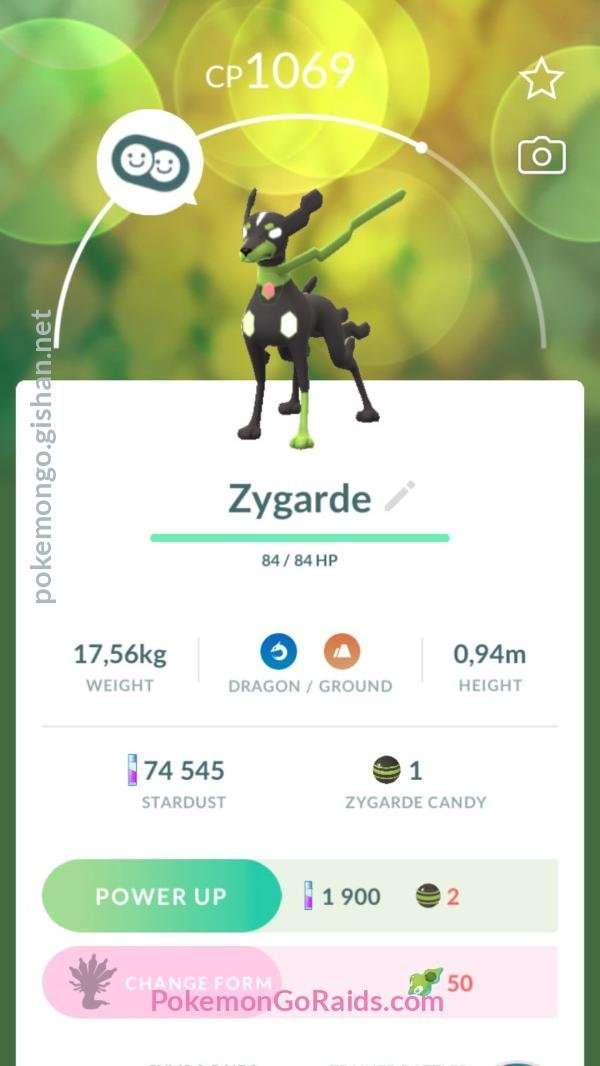 CP1069
pokemongo.gishan.net
Zygarde
84 / 84 HP
17,56kg
WEIGHT
DRAGON / GROUND
0,94m
HEIGHT
74 545
STARDUST
1
ZYGARDE CANDY
POWER UP
1 900
2
CHANGE FORM
50
PokemonGoRaids.com